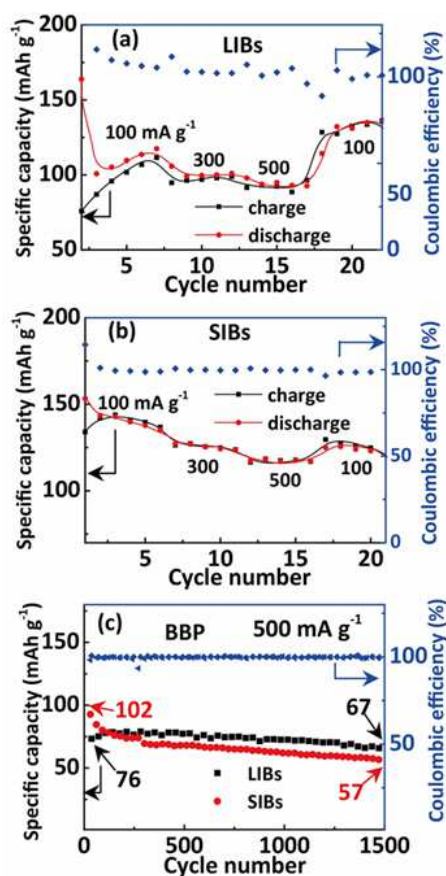 200
(a)
LIBs
150
100 mA g⁻¹
300
500
100
100
charge
discharge
50
5
10
15
20
Cycle number
Specific capacity (mAh g⁻¹)
100
50
0
Coulombic efficiency (%)
200
(b)
SIBs
charge
discharge
150
100 mA g⁻¹
300
500
100
100
0
5
10
15
20
Cycle number
Specific capacity (mAh g⁻¹)
100
50
0
Coulombic efficiency (%)
(c)
BBP
500 mA g⁻¹
150
100
50
102
67
76
LIBs
SIBs
57
0
500
1000
1500
Cycle number
Specific capacity (mAh g⁻¹)
100
50
0
Coulombic efficiency (%)